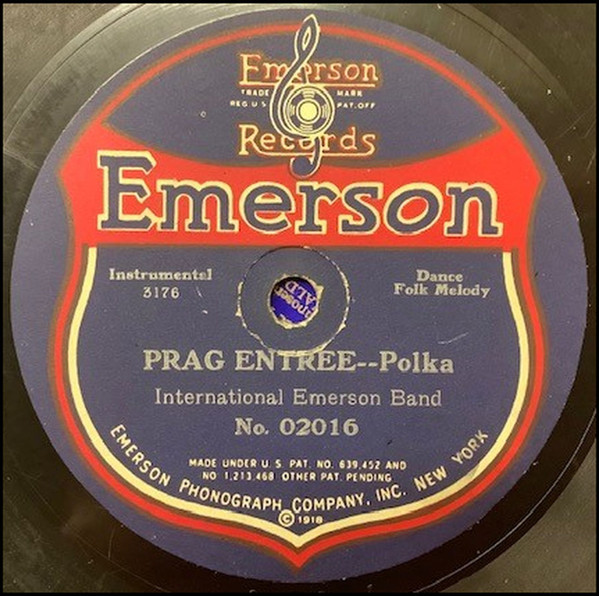 Emerson
TRADE MARK
REG. U S PAT. OFF
Records
Emerson
Instrumental
3176
Dance
Folk Melody
PRAG ENTREE--Polka
International Emerson Band
No. 02016
MADE UNDER U. S. PAT. NO. 639,452 AND
NO 1,213,468 OTHER PAT. PENDING
EMERSON PHONOGRAPH COMPANY, INC. NEW YORK
© 1918